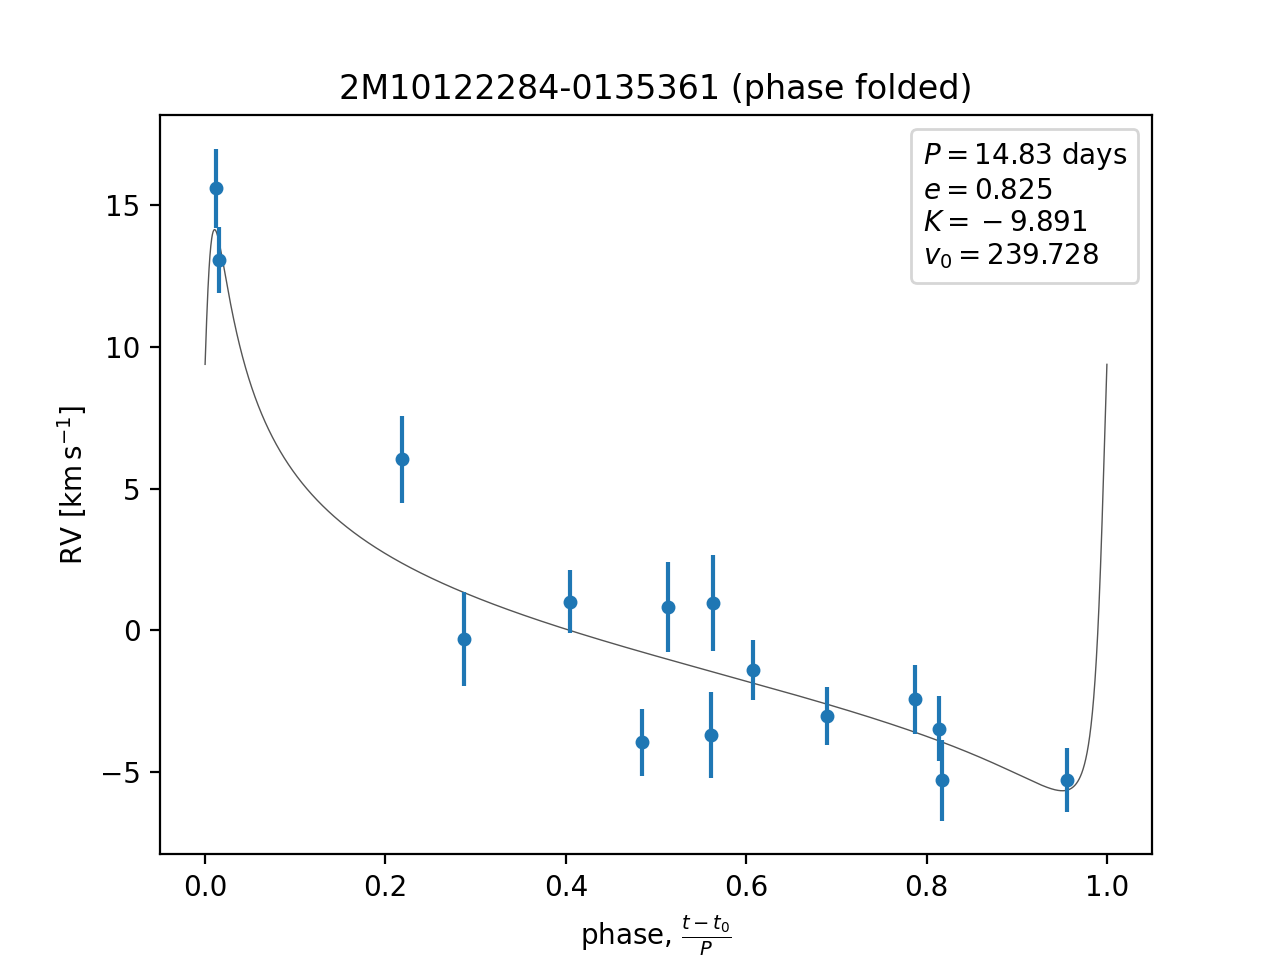 2M10122284-0135361 (phase folded)
P = 14.83 days
e = 0.825
K = −9.891
v₀ = 239.728
15
10
5
0
−5
RV [km s⁻¹]
0.0 0.2 0.4 0.6 0.8 1.0
phase, (t − t₀)/P